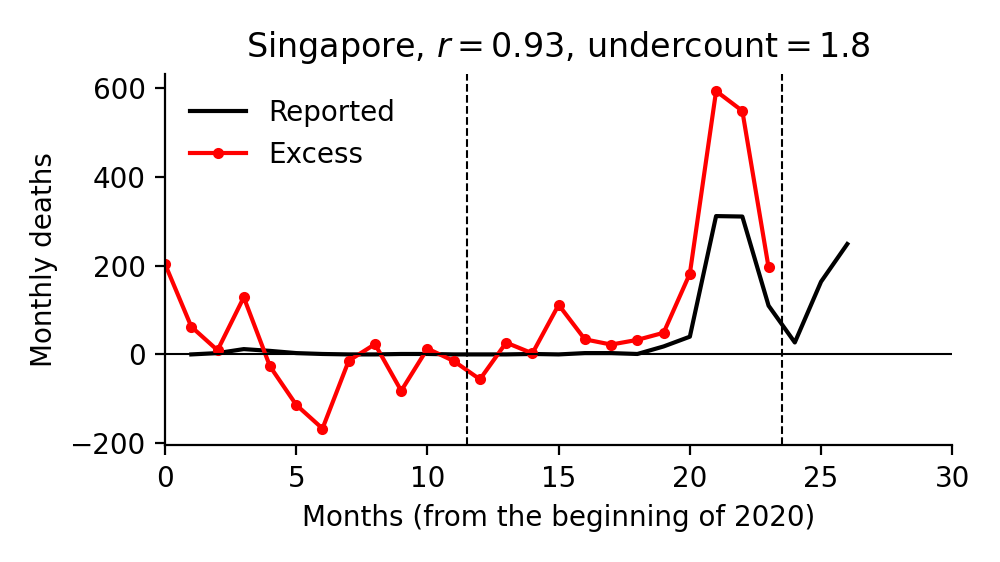 Singapore, r = 0.93, undercount = 1.8
Reported
Excess
Monthly deaths
600
400
200
0
−200
0 5 10 15 20 25 30
Months (from the beginning of 2020)